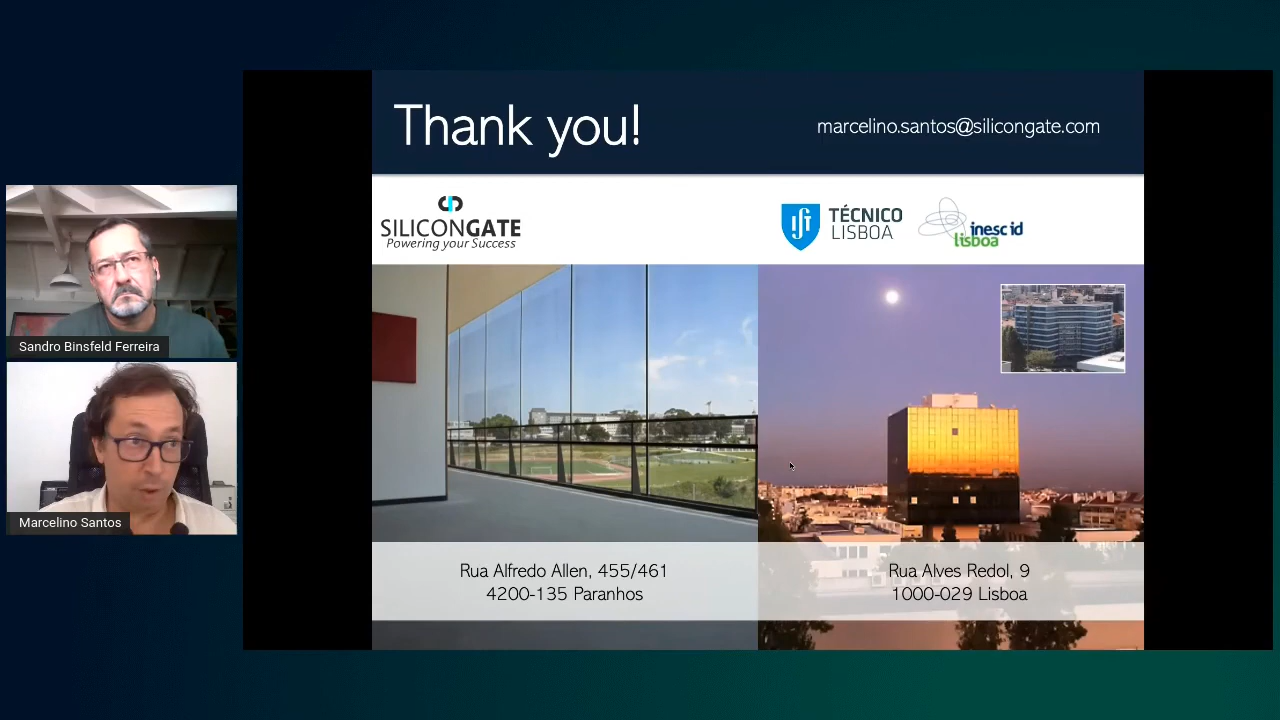 Thank you!
marcelino.santos@silicongate.com
SILICONGATE
Powering your Success
TÉCNICO
LISBOA
inesc id
lisboa
Sandro Binsfeld Ferreira
Marcelino Santos
Rua Alfredo Allen, 455/461
4200-135 Paranhos
Rua Alves Redol, 9
1000-029 Lisboa